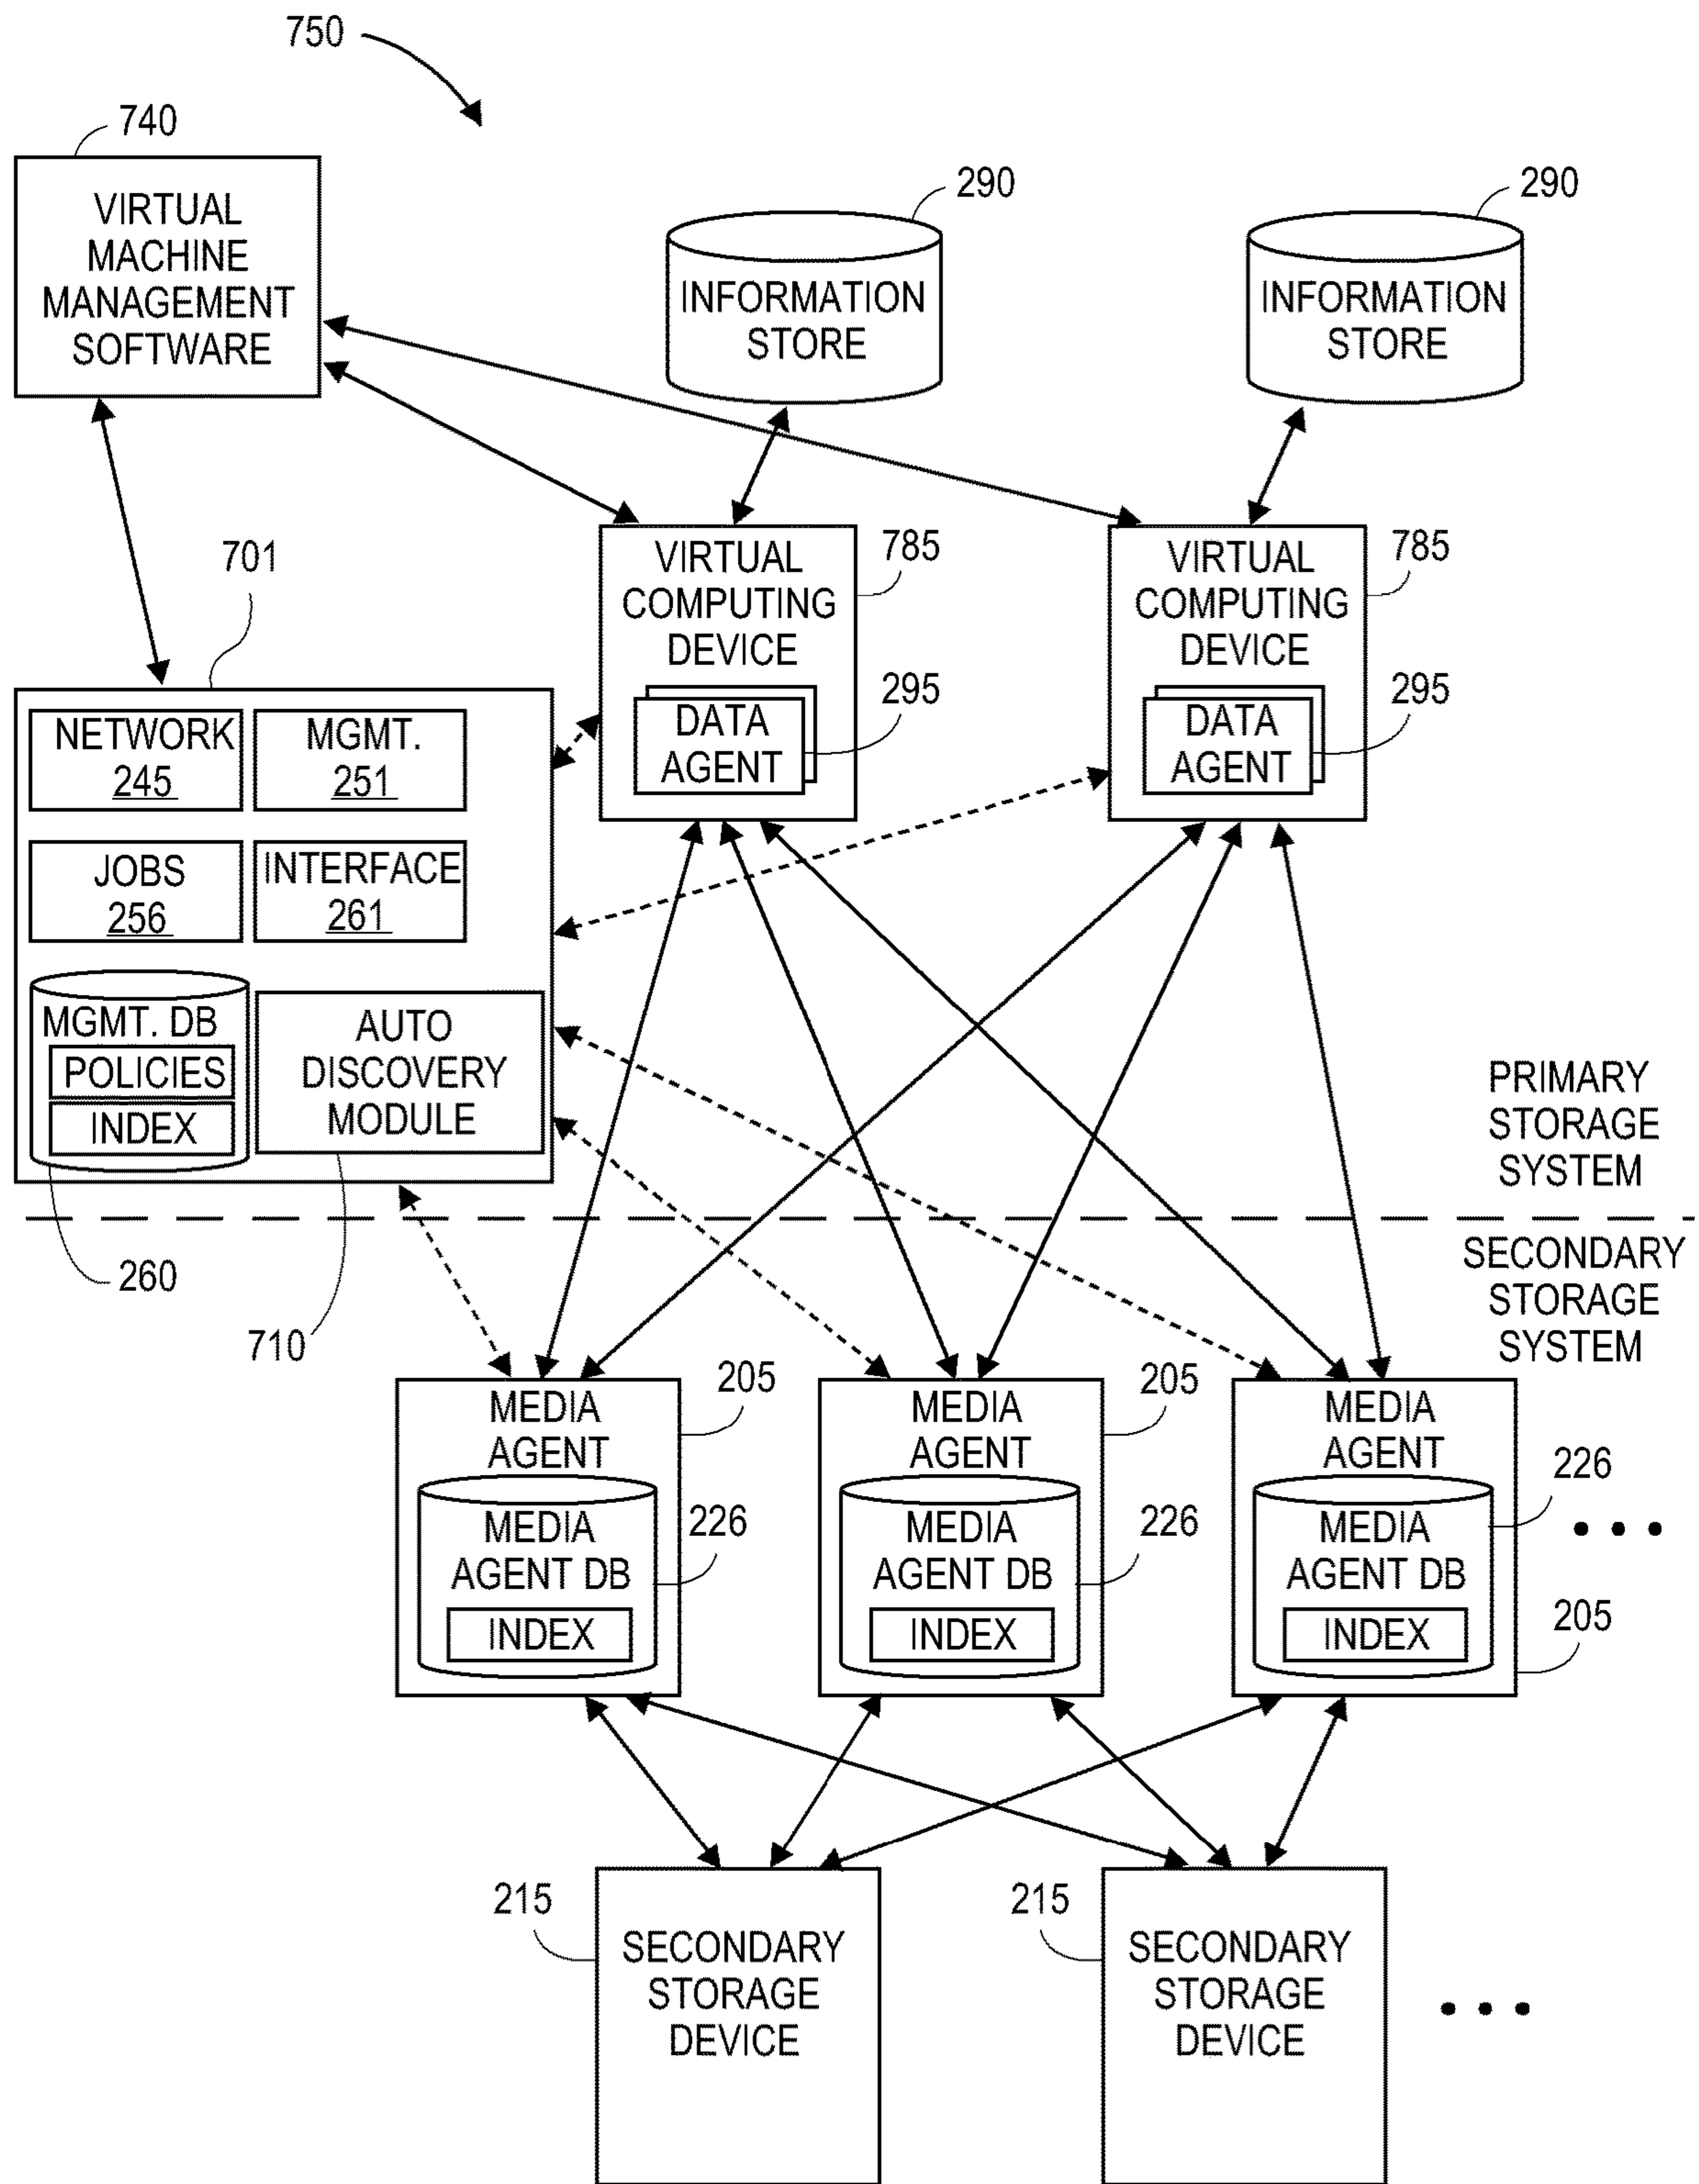 750
740
VIRTUAL
MACHINE
MANAGEMENT
SOFTWARE
290
INFORMATION
STORE
290
INFORMATION
STORE
701
NETWORK
245
MGMT.
251
JOBS
256
INTERFACE
261
MGMT. DB
POLICIES
INDEX
AUTO
DISCOVERY
MODULE
260
710
VIRTUAL
COMPUTING
DEVICE
785
DATA
AGENT
295
VIRTUAL
COMPUTING
DEVICE
785
DATA
AGENT
295
PRIMARY
STORAGE
SYSTEM
SECONDARY
STORAGE
SYSTEM
MEDIA
AGENT
205
MEDIA
AGENT DB
226
INDEX
MEDIA
AGENT
205
MEDIA
AGENT DB
226
INDEX
MEDIA
AGENT
226
MEDIA
AGENT DB
INDEX
205
• • •
215
SECONDARY
STORAGE
DEVICE
215
SECONDARY
STORAGE
DEVICE
• • •